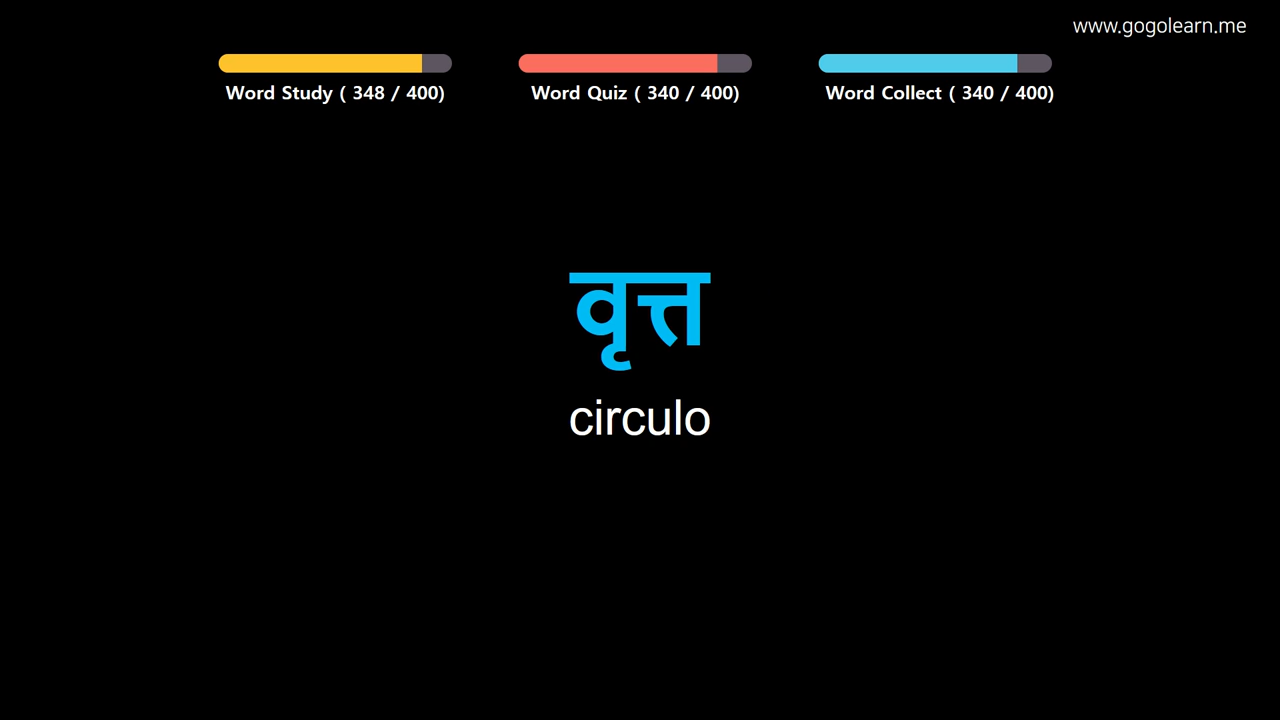 www.gogolearn.me
Word Study ( 348 / 400)
Word Quiz ( 340 / 400)
Word Collect ( 340 / 400)
वृत्त
circulo